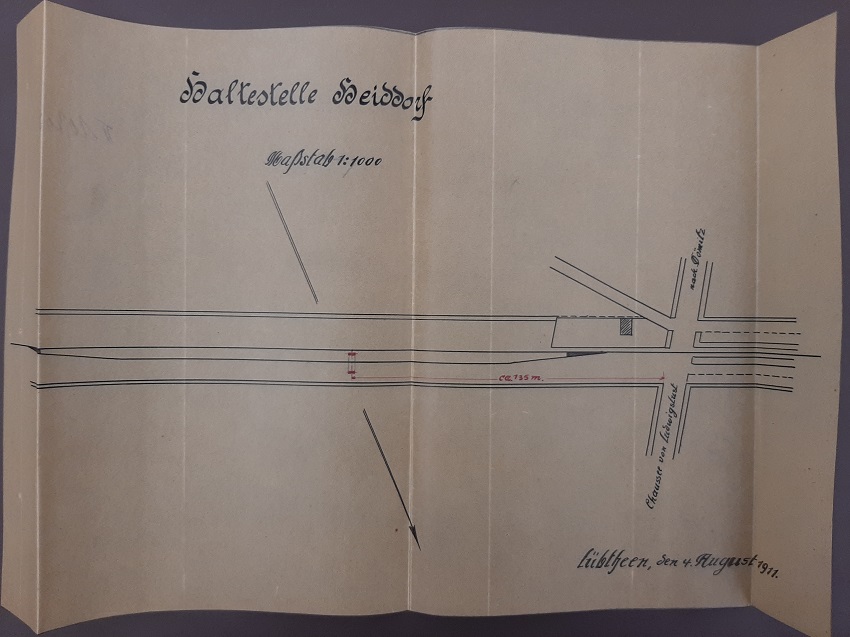 Haltestelle Heiddorf
Maßstab 1:1000
nach Dömitz
ca 135 m.
Chaussee von Ludwigslust
Lübtheen, den 4. August 1911.